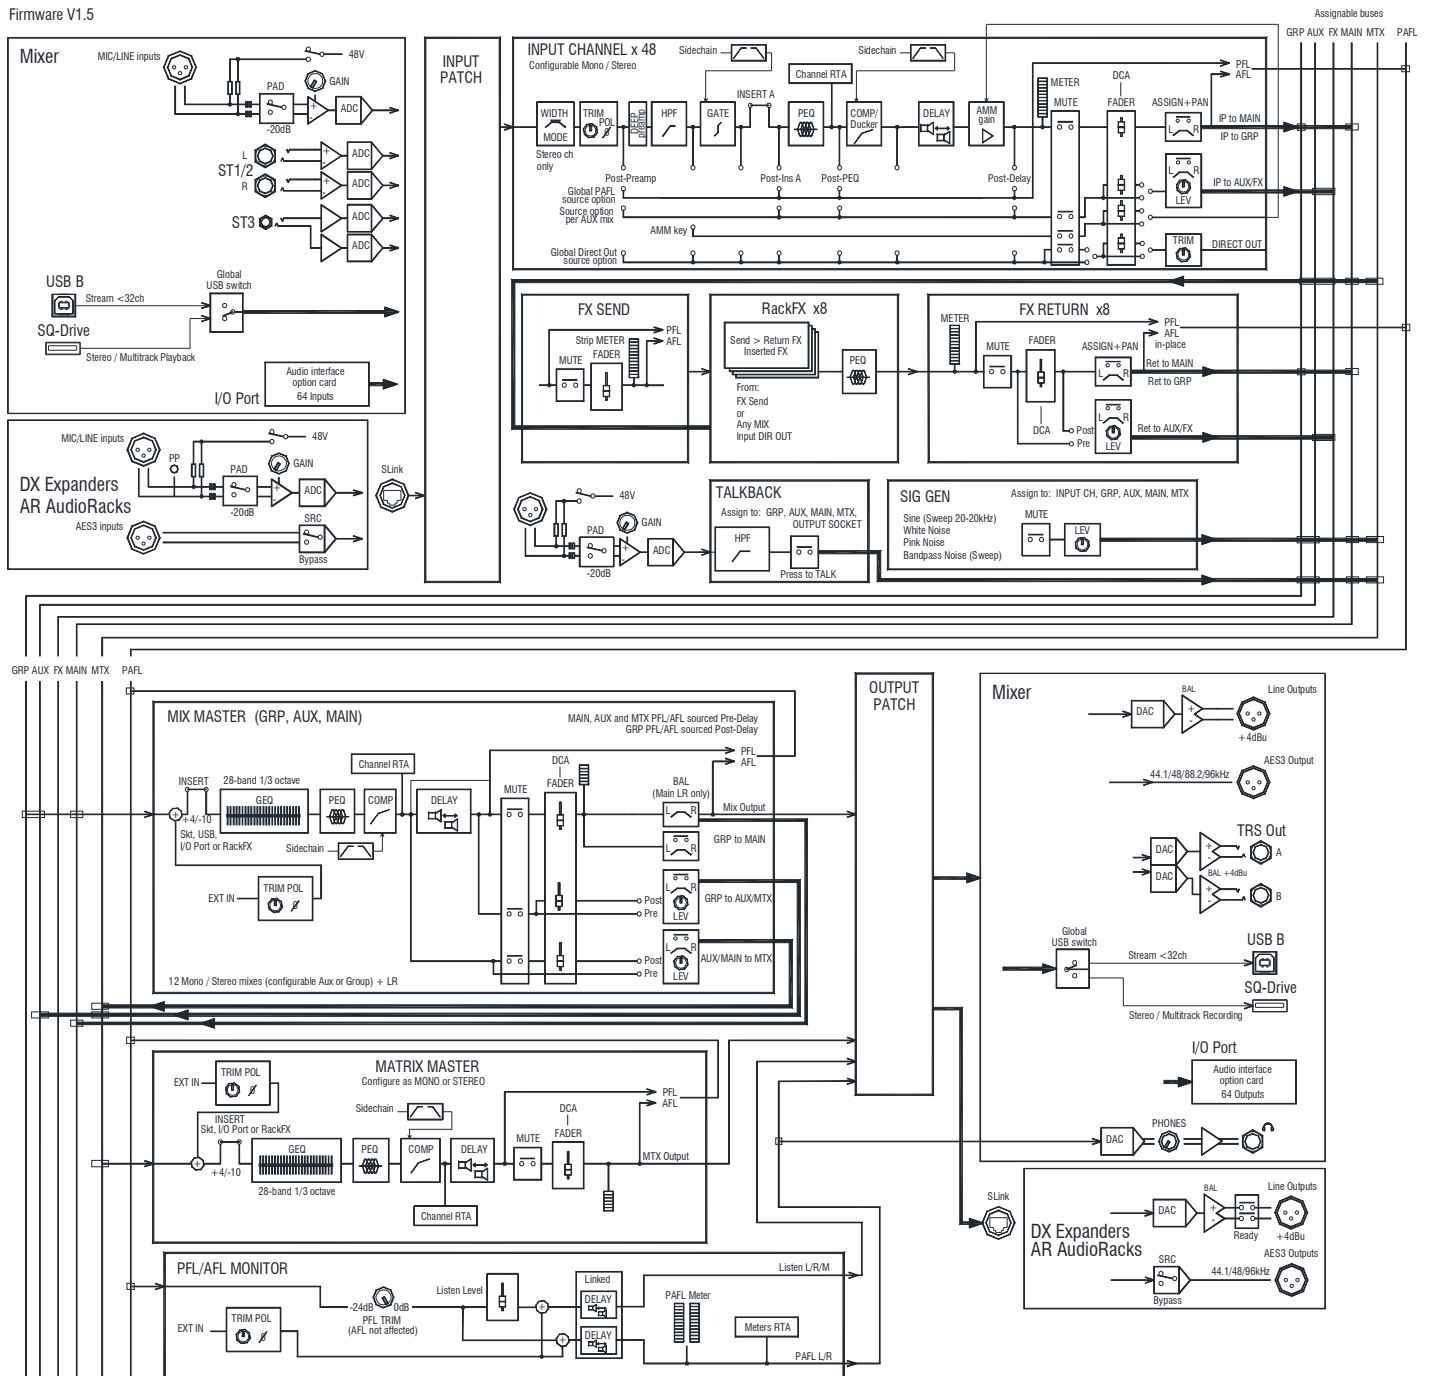 Firmware V1.5
Assignable buses
GRP AUX FX MAIN MTX PAFL
Mixer
MIC/LINE inputs
48V
GAIN
PAD
-20dB
ADC
L
ST1/2
R
ADC
ADC
ST3
ADC
ADC
USB B
Stream <32ch
SQ-Drive
Stereo / Multitrack Playback
Global
USB switch
I/O Port
Audio interface
option card
64 Inputs
MIC/LINE inputs
48V
PP
GAIN
PAD
-20dB
ADC
DX Expanders
AR AudioRacks
AES3 inputs
SRC
Bypass
SLink
INPUT
PATCH
INPUT CHANNEL x 48
Configurable Mono / Stereo
Sidechain
Sidechain
Channel RTA
INSERT A
WIDTH
MODE
Stereo ch
only
TRIM
POL
DEEP
preamp
HPF
GATE
PEQ
COMP/
Ducker
DELAY
AMM
gain
METER
MUTE
DCA
FADER
ASSIGN+PAN
PFL
AFL
L R
IP to MAIN
IP to GRP
L R
LEV
IP to AUX/FX
TRIM
DIRECT OUT
Post-Preamp
Post-Ins A
Post-PEQ
Post-Delay
Global PAFL
source option
Source option
per AUX mix
AMM key
Global Direct Out
source option
FX SEND
PFL
AFL
Strip METER
FADER
MUTE
RackFX x8
Send > Return FX
Inserted FX
From:
FX Send
or
Any MIX
Input DIR OUT
PEQ
FX RETURN x8
METER
MUTE
FADER
DCA
ASSIGN+PAN
PFL
AFL
in-place
L R
Ret to MAIN
Ret to GRP
L R
LEV
Ret to AUX/FX
Post
Pre
48V
GAIN
PAD
-20dB
ADC
TALKBACK
Assign to: GRP, AUX, MAIN, MTX,
OUTPUT SOCKET
HPF
Press to TALK
SIG GEN
Assign to: INPUT CH, GRP, AUX, MAIN, MTX
Sine (Sweep 20-20kHz)
White Noise
Pink Noise
Bandpass Noise (Sweep)
MUTE
LEV
GRP AUX FX MAIN MTX PAFL
MIX MASTER (GRP, AUX, MAIN)
MAIN, AUX and MTX PFL/AFL sourced Pre-Delay
GRP PFL/AFL sourced Post-Delay
PFL
AFL
Channel RTA
INSERT
+4/-10
Skt, USB,
I/O Port or RackFX
28-band 1/3 octave
GEQ
PEQ
COMP
DELAY
Sidechain
EXT IN
TRIM POL
MUTE
DCA
FADER
BAL
(Main LR only)
L R
Mix Output
L R
GRP to MAIN
L R
LEV
GRP to AUX/MTX
Post
Pre
L R
LEV
AUX/MAIN to MTX
Post
Pre
12 Mono / Stereo mixes (configurable Aux or Group) + LR
MATRIX MASTER
Configure as MONO or STEREO
EXT IN
TRIM POL
INSERT
Skt, I/O Port or RackFX
+4/-10
GEQ
28-band 1/3 octave
PEQ
Sidechain
COMP
DELAY
Channel RTA
MUTE
DCA
FADER
PFL
AFL
MTX Output
PFL/AFL MONITOR
EXT IN
TRIM POL
-24dB
0dB
PFL TRIM
(AFL not affected)
Listen Level
Linked
DELAY
DELAY
Listen L/R/M
PAFL Meter
Meters RTA
PAFL L/R
OUTPUT
PATCH
Mixer
DAC
BAL
Line Outputs
+4dBu
44.1/48/88.2/96kHz
AES3 Output
TRS Out
DAC
DAC
A
BAL +4dBu
B
Global
USB switch
Stream <32ch
USB B
SQ-Drive
Stereo / Multitrack Recording
I/O Port
Audio interface
option card
64 Outputs
DAC
PHONES
SLink
DX Expanders
AR AudioRacks
DAC
BAL
Ready
Line Outputs
+4dBu
SRC
Bypass
44.1/48/96kHz
AES3 Outputs